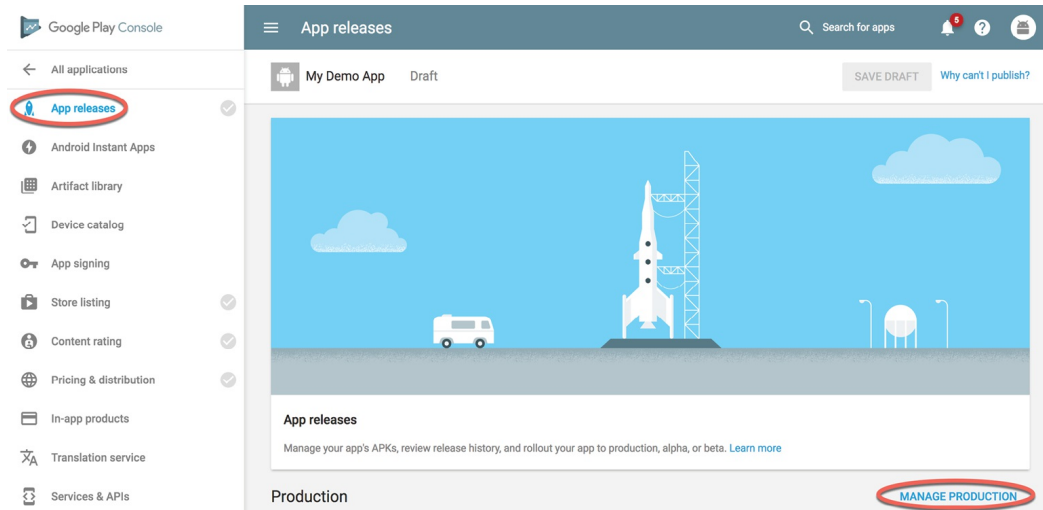 Google Play Console
App releases
Search for apps
5
?
All applications
My Demo App
Draft
SAVE DRAFT
Why can't I publish?
App releases
Android Instant Apps
Artifact library
Device catalog
App signing
Store listing
Content rating
Pricing & distribution
In-app products
Translation service
Services & APIs
App releases
Manage your app's APKs, review release history, and rollout your app to production, alpha, or beta. Learn more
Production
MANAGE PRODUCTION